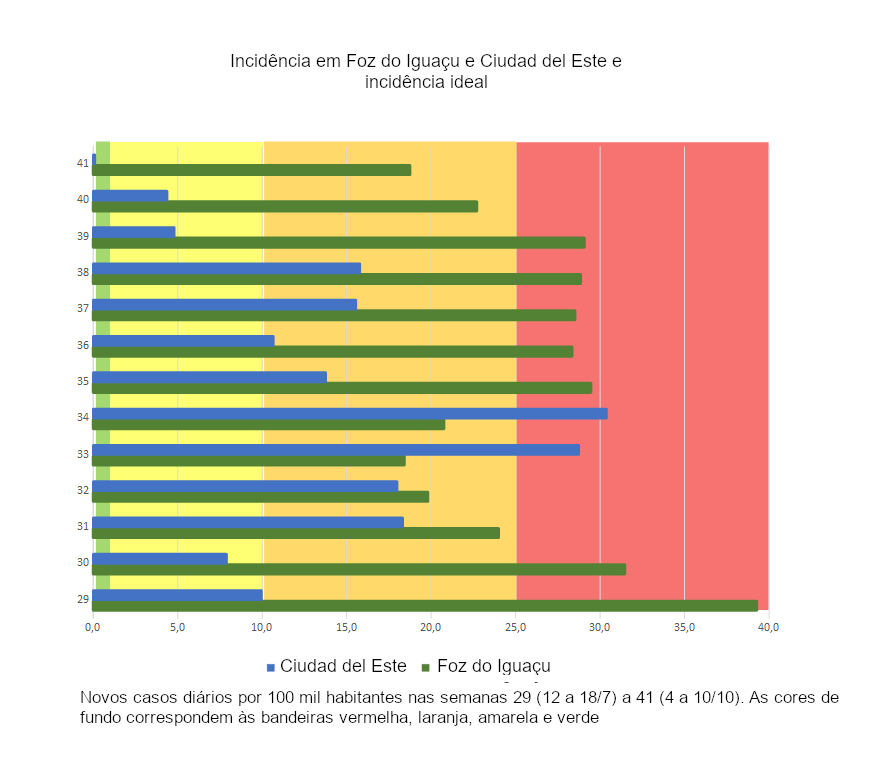 Incidência em Foz do Iguaçu e Ciudad del Este e
incidência ideal
41
40
39
38
37
36
35
34
33
32
31
30
29
0,0 5,0 10,0 15,0 20,0 25,0 30,0 35,0 40,0
Ciudad del Este Foz do Iguaçu
Novos casos diários por 100 mil habitantes nas semanas 29 (12 a 18/7) a 41 (4 a 10/10). As cores de
fundo correspondem às bandeiras vermelha, laranja, amarela e verde